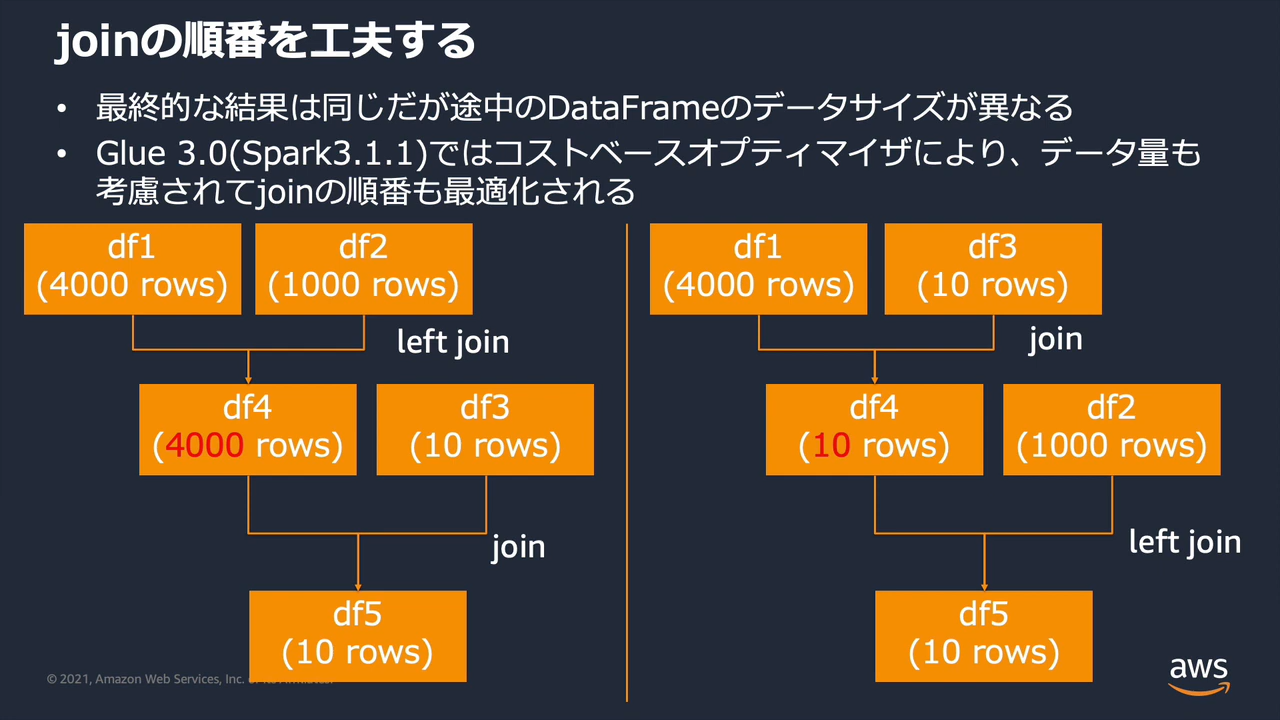 joinの順番を工夫する
• 最終的な結果は同じだが途中のDataFrameのデータサイズが異なる
• Glue 3.0(Spark3.1.1)ではコストベースオプティマイザにより、データ量も
考慮されてjoinの順番も最適化される
df1
(4000 rows)
df2
(1000 rows)
left join
df4
(4000 rows)
df3
(10 rows)
join
df5
(10 rows)
df1
(4000 rows)
df3
(10 rows)
join
df4
(10 rows)
df2
(1000 rows)
left join
df5
(10 rows)
© 2021, Amazon Web Services, Inc. or its Affiliates.
aws